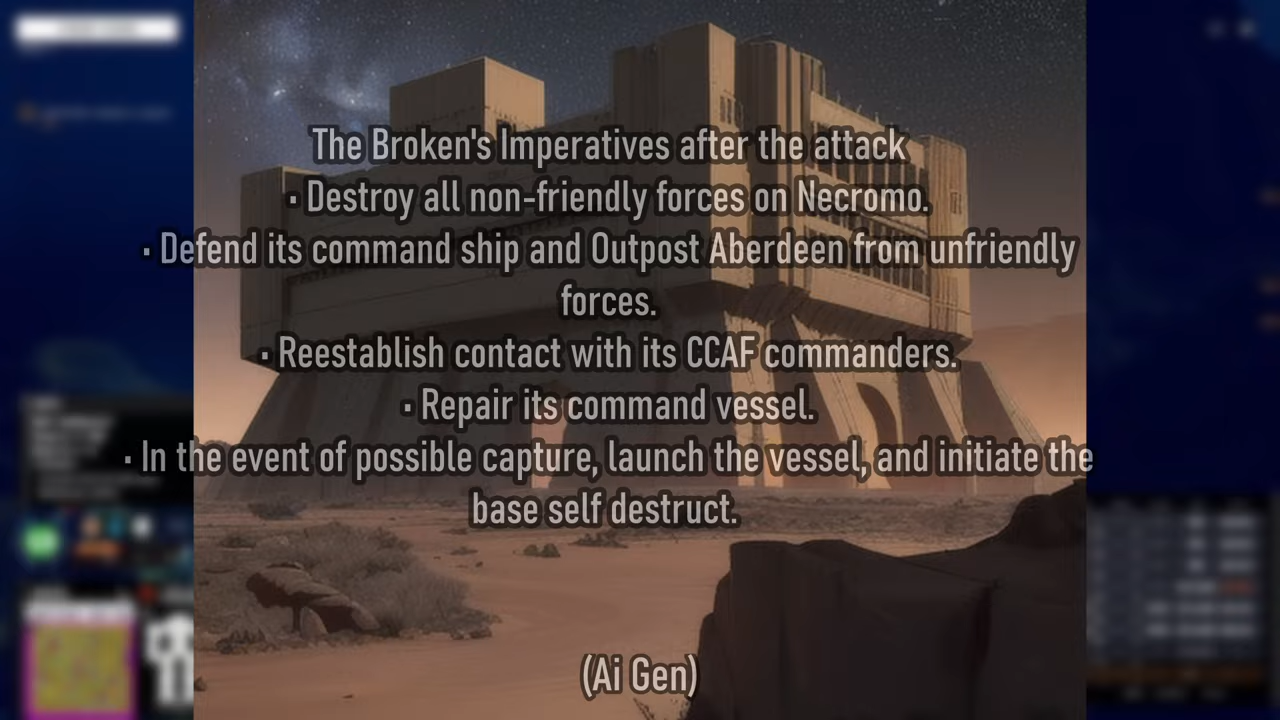 The Broken's Imperatives after the attack
· Destroy all non-friendly forces on Necromo.
· Defend its command ship and Outpost Aberdeen from unfriendly
forces.
· Reestablish contact with its CCAF commanders.
· Repair its command vessel.
· In the event of possible capture, launch the vessel, and initiate the
base self destruct.
(Ai Gen)